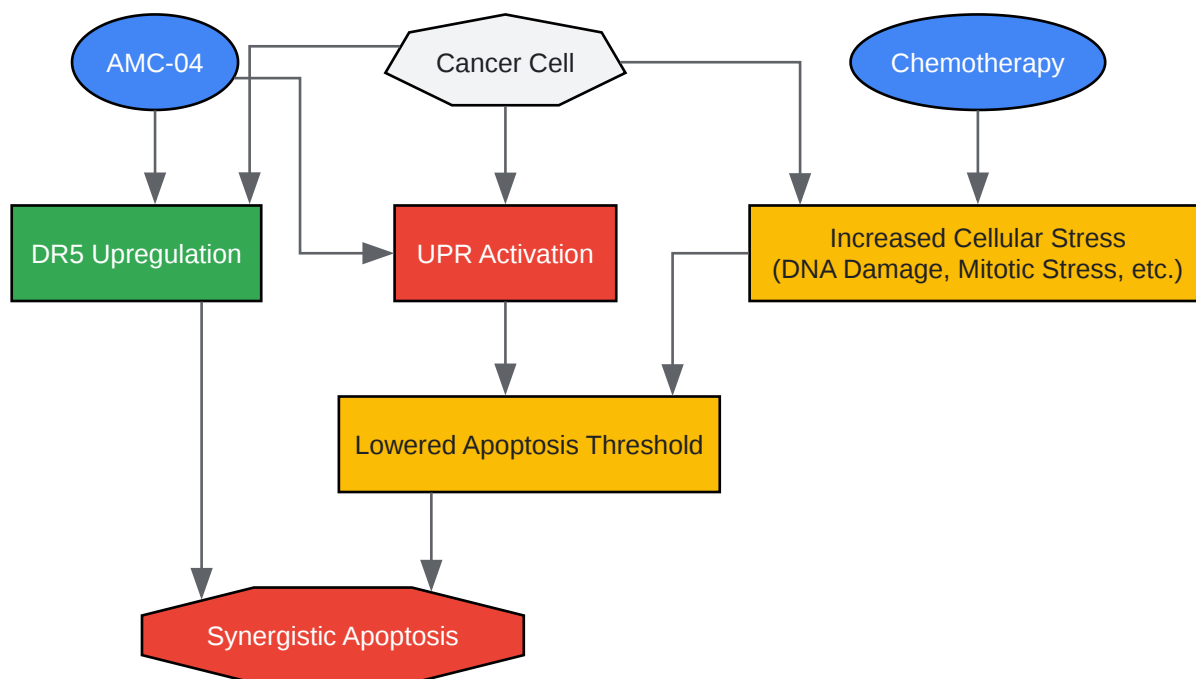 AMC-04
Cancer Cell
Chemotherapy
DR5 Upregulation
UPR Activation
Increased Cellular Stress
(DNA Damage, Mitotic Stress, etc.)
Lowered Apoptosis Threshold
Synergistic Apoptosis